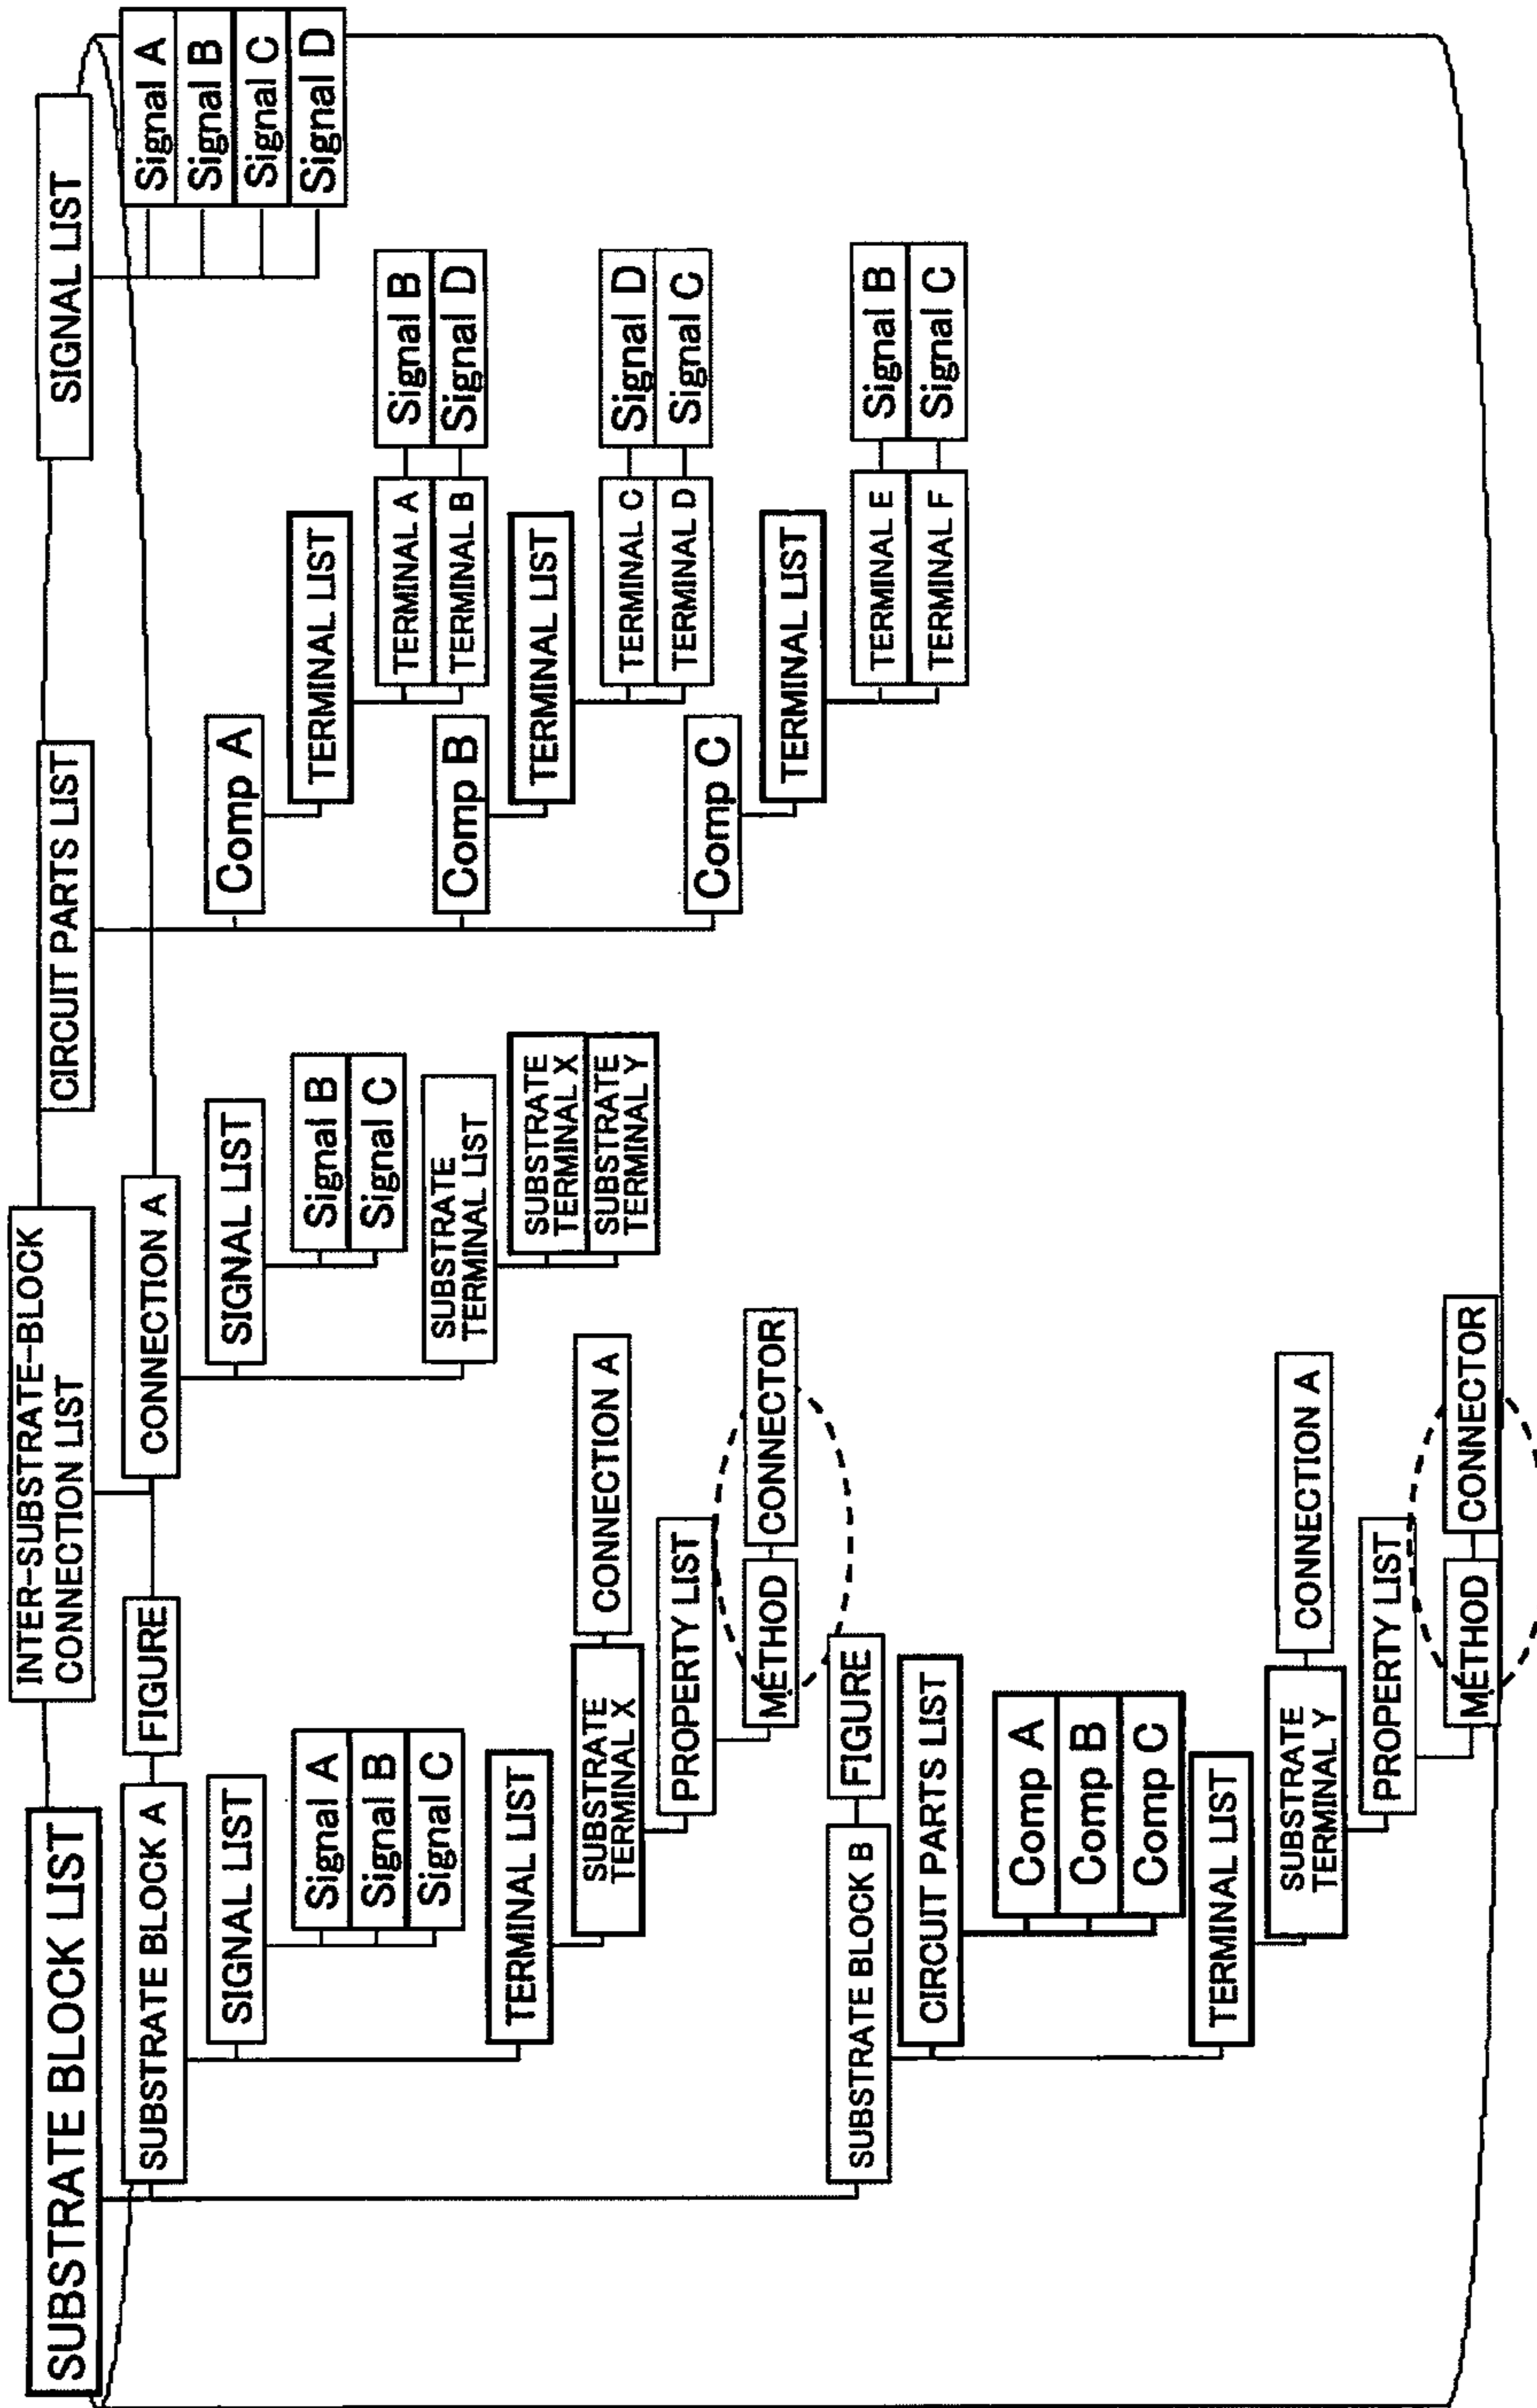 SUBSTRATE BLOCK LIST
SUBSTRATE BLOCK A
FIGURE
SIGNAL LIST
Signal A
Signal B
Signal C
TERMINAL LIST
SUBSTRATE
TERMINAL X
CONNECTION A
PROPERTY LIST
METHOD
CONNECTOR
SUBSTRATE BLOCK B
FIGURE
CIRCUIT PARTS LIST
Comp A
Comp B
Comp C
TERMINAL LIST
SUBSTRATE
TERMINAL Y
CONNECTION A
PROPERTY LIST
METHOD
CONNECTOR
INTER-SUBSTRATE-BLOCK
CONNECTION LIST
CONNECTION A
SIGNAL LIST
Signal B
Signal C
SUBSTRATE
TERMINAL LIST
SUBSTRATE
TERMINAL X
SUBSTRATE
TERMINAL Y
CIRCUIT PARTS LIST
Comp A
TERMINAL LIST
TERMINAL A
Signal B
TERMINAL B
Signal D
Comp B
TERMINAL LIST
TERMINAL C
Signal D
TERMINAL D
Signal C
Comp C
TERMINAL LIST
TERMINAL E
Signal B
TERMINAL F
Signal C
SIGNAL LIST
Signal A
Signal B
Signal C
Signal D